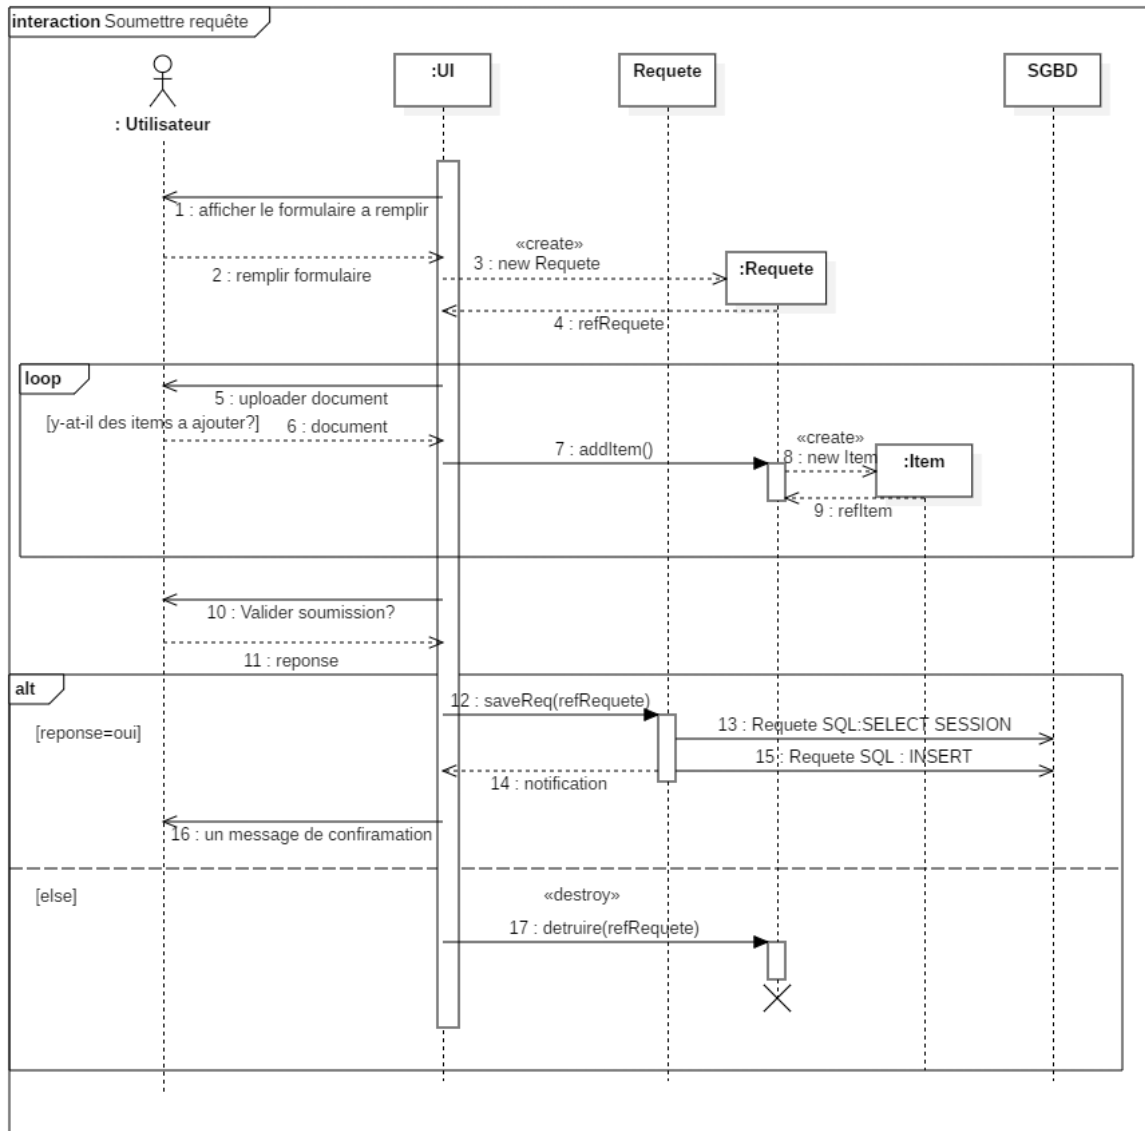 interaction Soumettre requête
:UI
Requete
SGBD
: Utilisateur
1 : afficher le formulaire a remplir
«create»
3 : new Requete
:Requete
2 : remplir formulaire
4 : refRequete
loop
5 : uploader document
[y-at-il des items a ajouter?]
6 : document
«create»
7 : addItem()
8 : new Item
:Item
9 : refItem
10 : Valider soumission?
11 : reponse
alt
12 : saveReq(refRequete)
[reponse=oui]
13 : Requete SQL:SELECT SESSION
15 : Requete SQL : INSERT
14 : notification
16 : un message de confiramation
[else]
«destroy»
17 : detruire(refRequete)